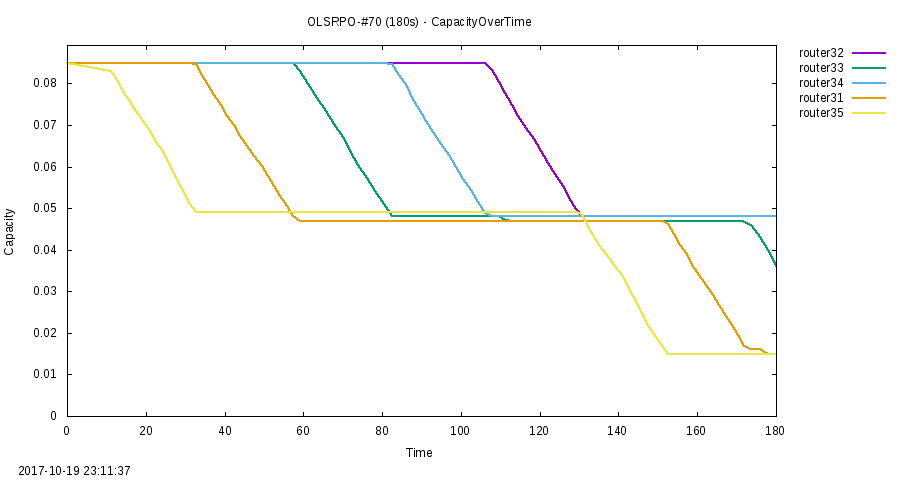 OLSRPO-#70 (180s) - CapacityOverTime
router32
router33
router34
router31
router35
0.08
0.07
0.06
0.05
0.04
0.03
0.02
0.01
0
Capacity
0 20 40 60 80 100 120 140 160 180
Time
2017-10-19 23:11:37